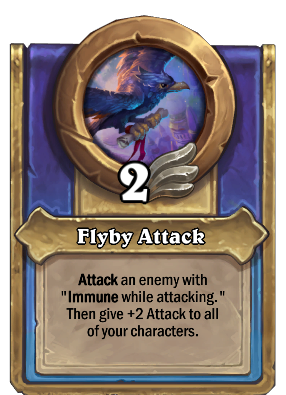 2
Flyby Attack
Attack an enemy with
"Immune while attacking."
Then give +2 Attack to all
of your characters.